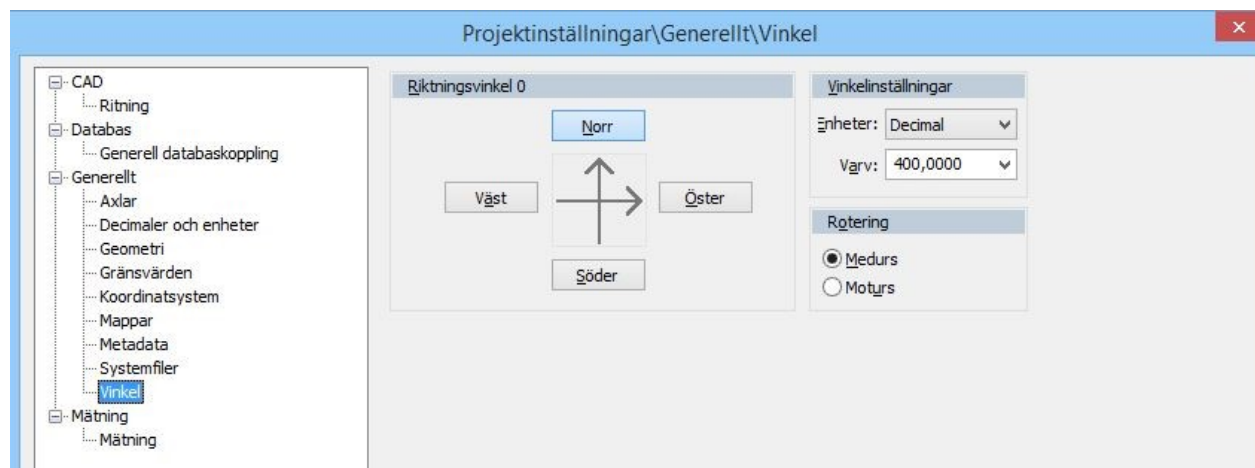 Projektinställningar\Generellt\Vinkel
CAD
Ritning
Databas
Generell databaskoppling
Generellt
Axlar
Decimaler och enheter
Geometri
Gränsvärden
Koordinatsystem
Mappar
Metadata
Systemfiler
Vinkel
Mätning
Mätning
Riktningsvinkel 0
Norr
Väst
Öster
Söder
Vinkelinställningar
Enheter: Decimal
Varv: 400,0000
Rotering
Medurs
Moturs